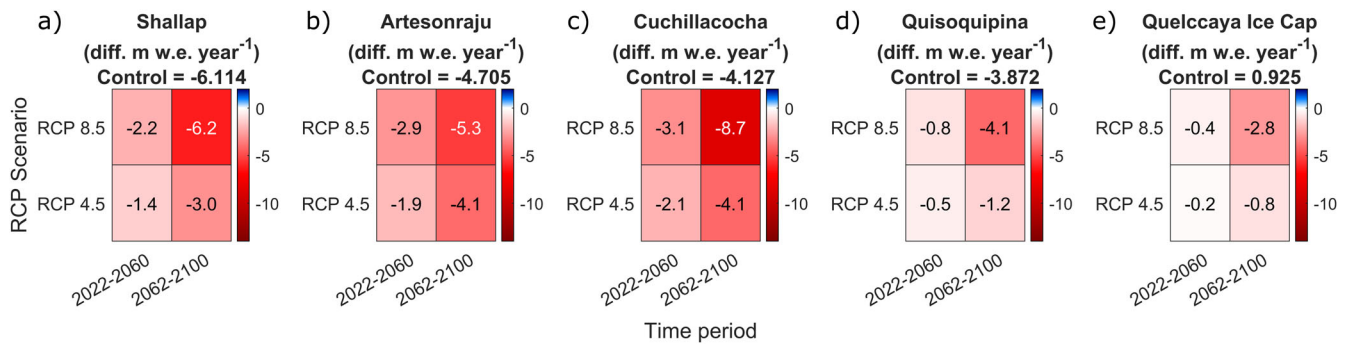 a) Shallap
(diff. m w.e. year⁻¹)
Control = -6.114
RCP Scenario
RCP 8.5
-2.2 -6.2
RCP 4.5
-1.4 -3.0
0
-5
-10
2022-2060
2062-2100
b) Artesonraju
(diff. m w.e. year⁻¹)
Control = -4.705
RCP 8.5
-2.9 -5.3
RCP 4.5
-1.9 -4.1
0
-5
-10
2022-2060
2062-2100
c) Cuchillacocha
(diff. m w.e. year⁻¹)
Control = -4.127
RCP 8.5
-3.1 -8.7
RCP 4.5
-2.1 -4.1
0
-5
-10
2022-2060
2062-2100
d) Quisoquipina
(diff. m w.e. year⁻¹)
Control = -3.872
RCP 8.5
-0.8 -4.1
RCP 4.5
-0.5 -1.2
0
-5
-10
2022-2060
2062-2100
e) Quelccaya Ice Cap
(diff. m w.e. year⁻¹)
Control = 0.925
RCP 8.5
-0.4 -2.8
RCP 4.5
-0.2 -0.8
0
-5
-10
2022-2060
2062-2100
Time period